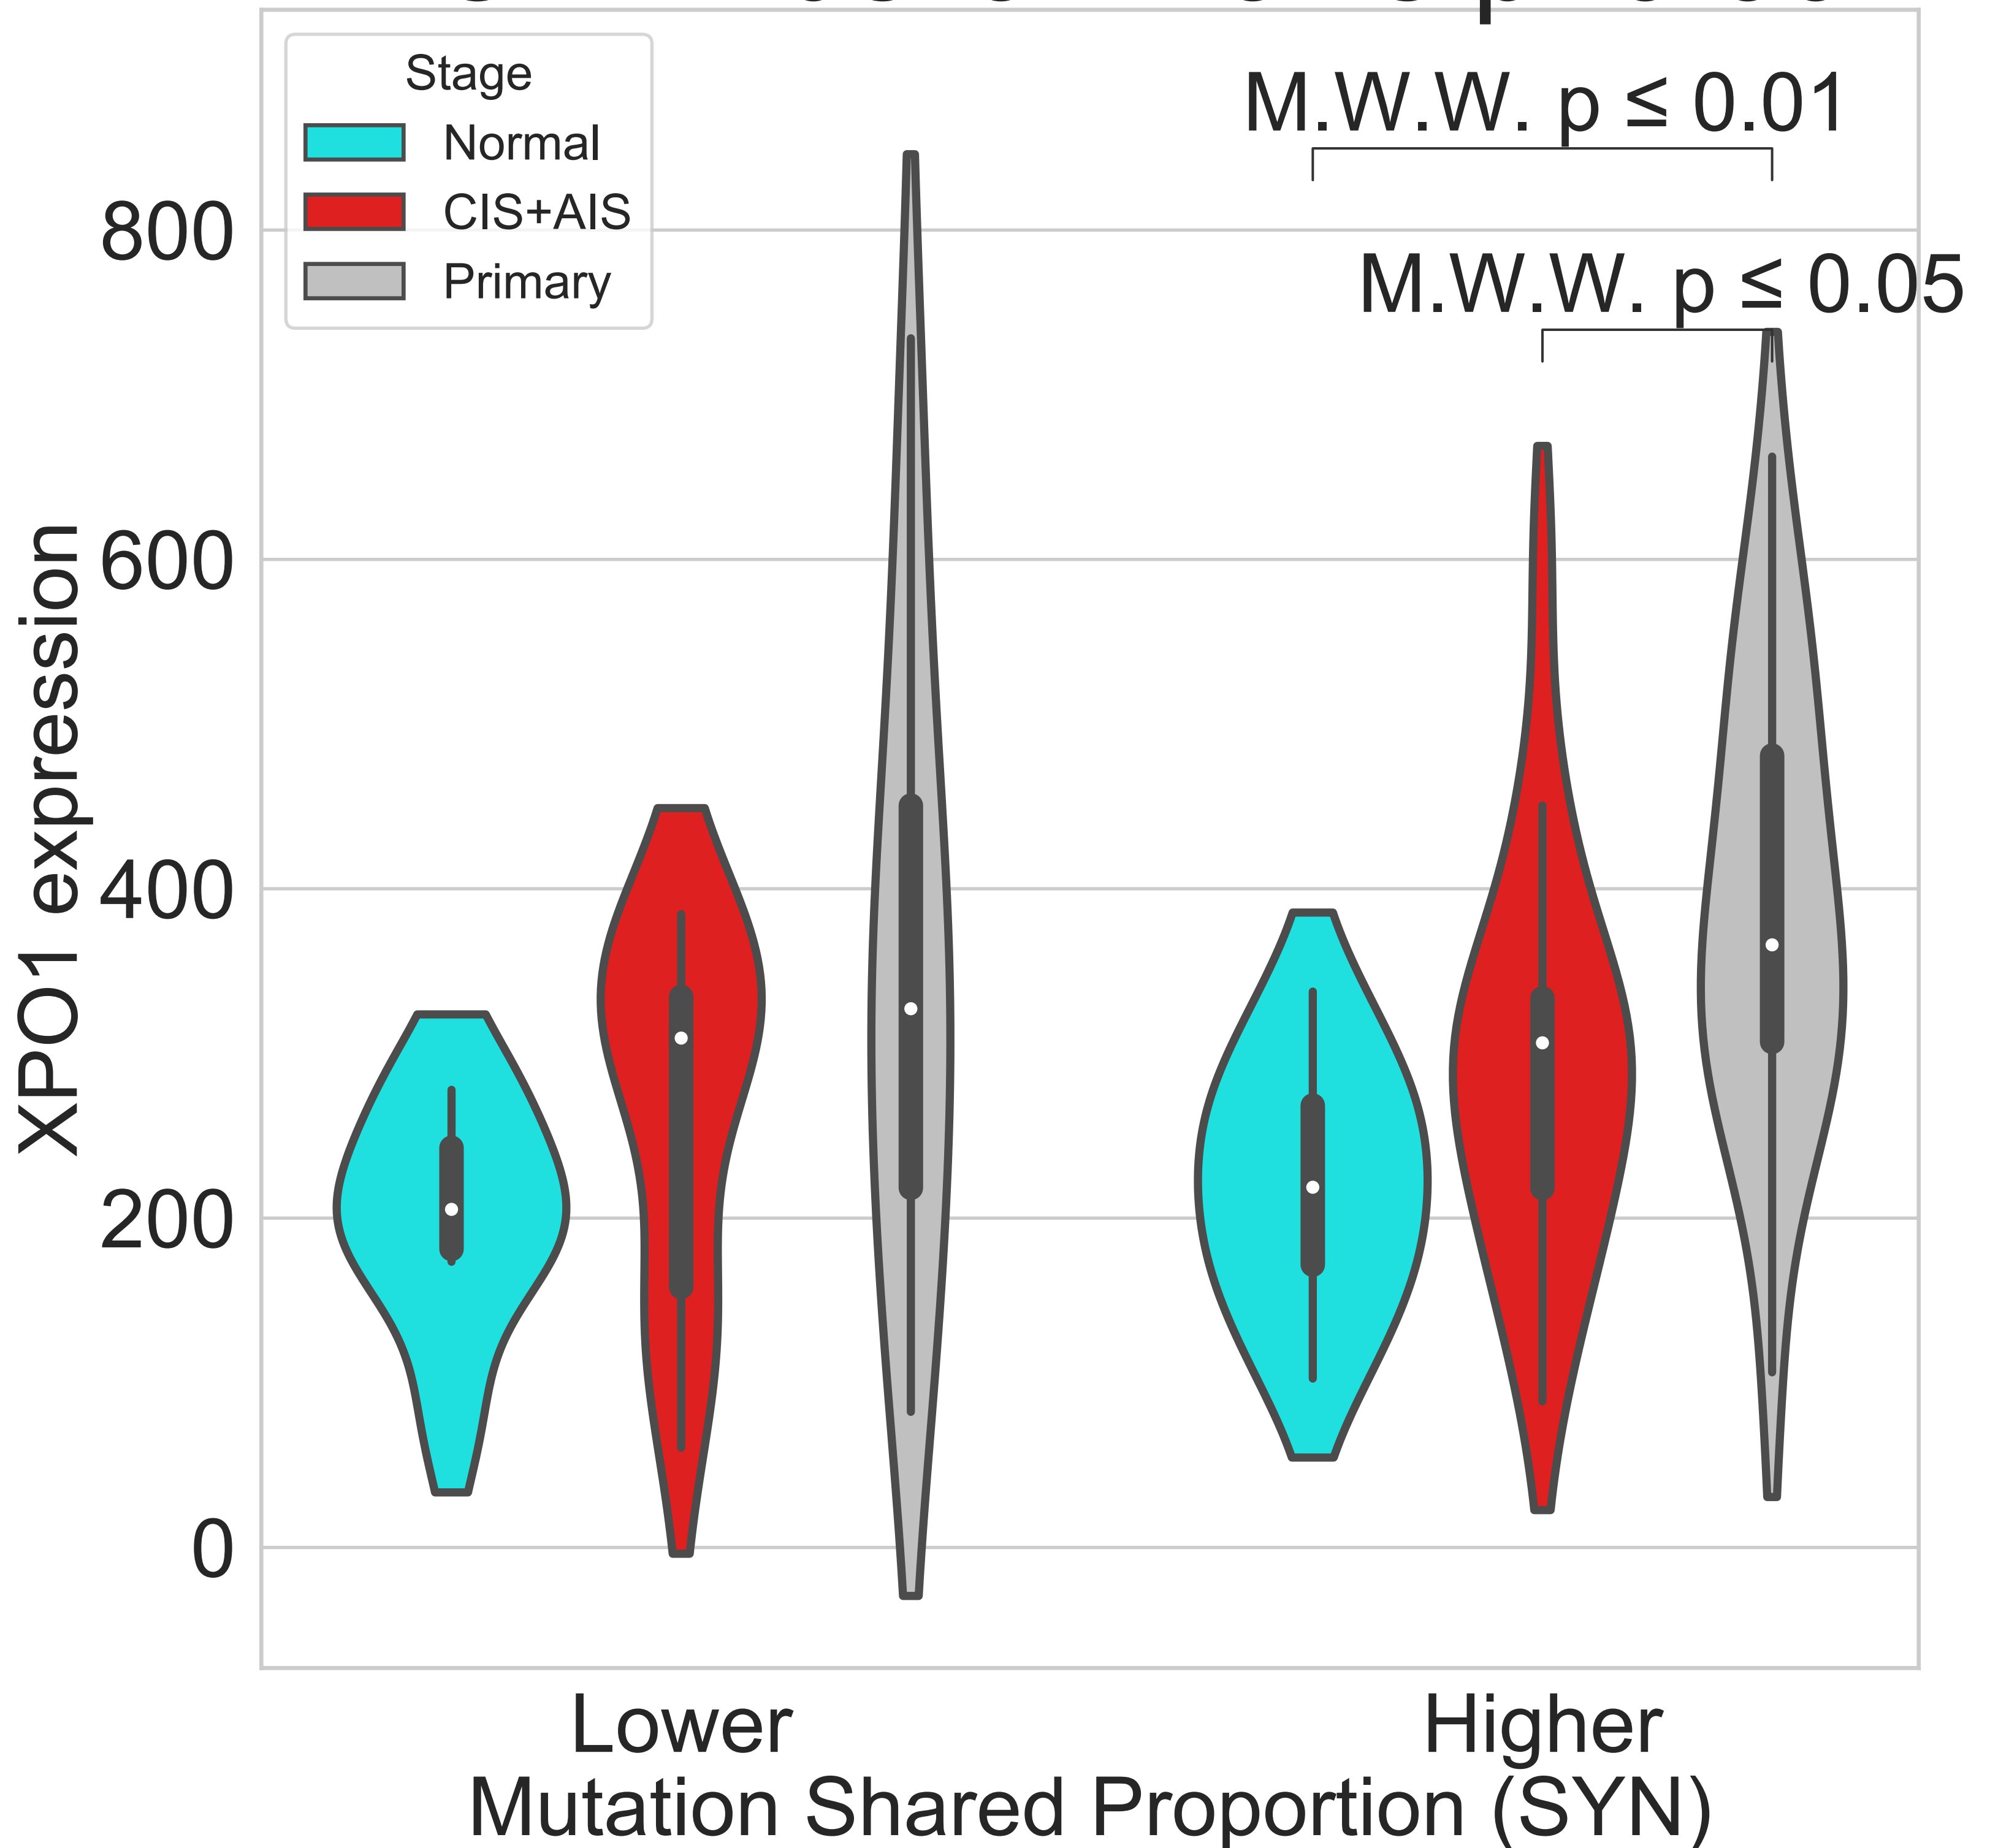 Stage
Normal
CIS+AIS
Primary
M.W.W. p ≤ 0.01
M.W.W. p ≤ 0.05
800
600
400
200
0
XPO1 expression
Lower
Higher
Mutation Shared Proportion (SYN)